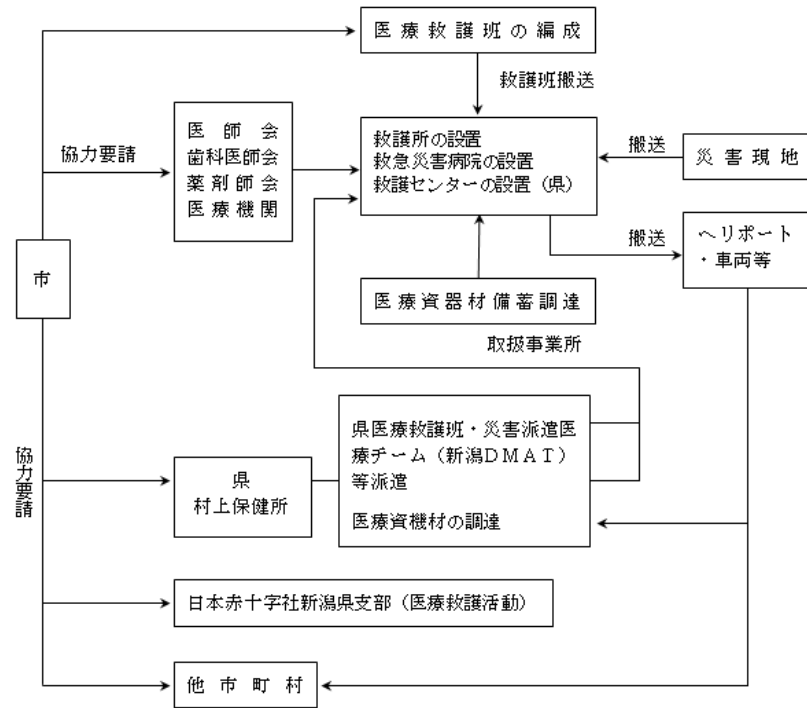 医療救護班の編成
救護班搬送
協力要請
医師会
歯科医師会
薬剤師会
医療機関
救護所の設置
救急災害病院の設置
救護センターの設置（県）
搬送
災害現地
搬送
ヘリポート
・車両等
市
医療資器材備蓄調達
取扱事業所
協力要請
県
村上保健所
県医療救護班・災害派遣医
療チーム（新潟ＤＭＡＴ）
等派遣
医療資機材の調達
日本赤十字社新潟県支部（医療救護活動）
他市町村